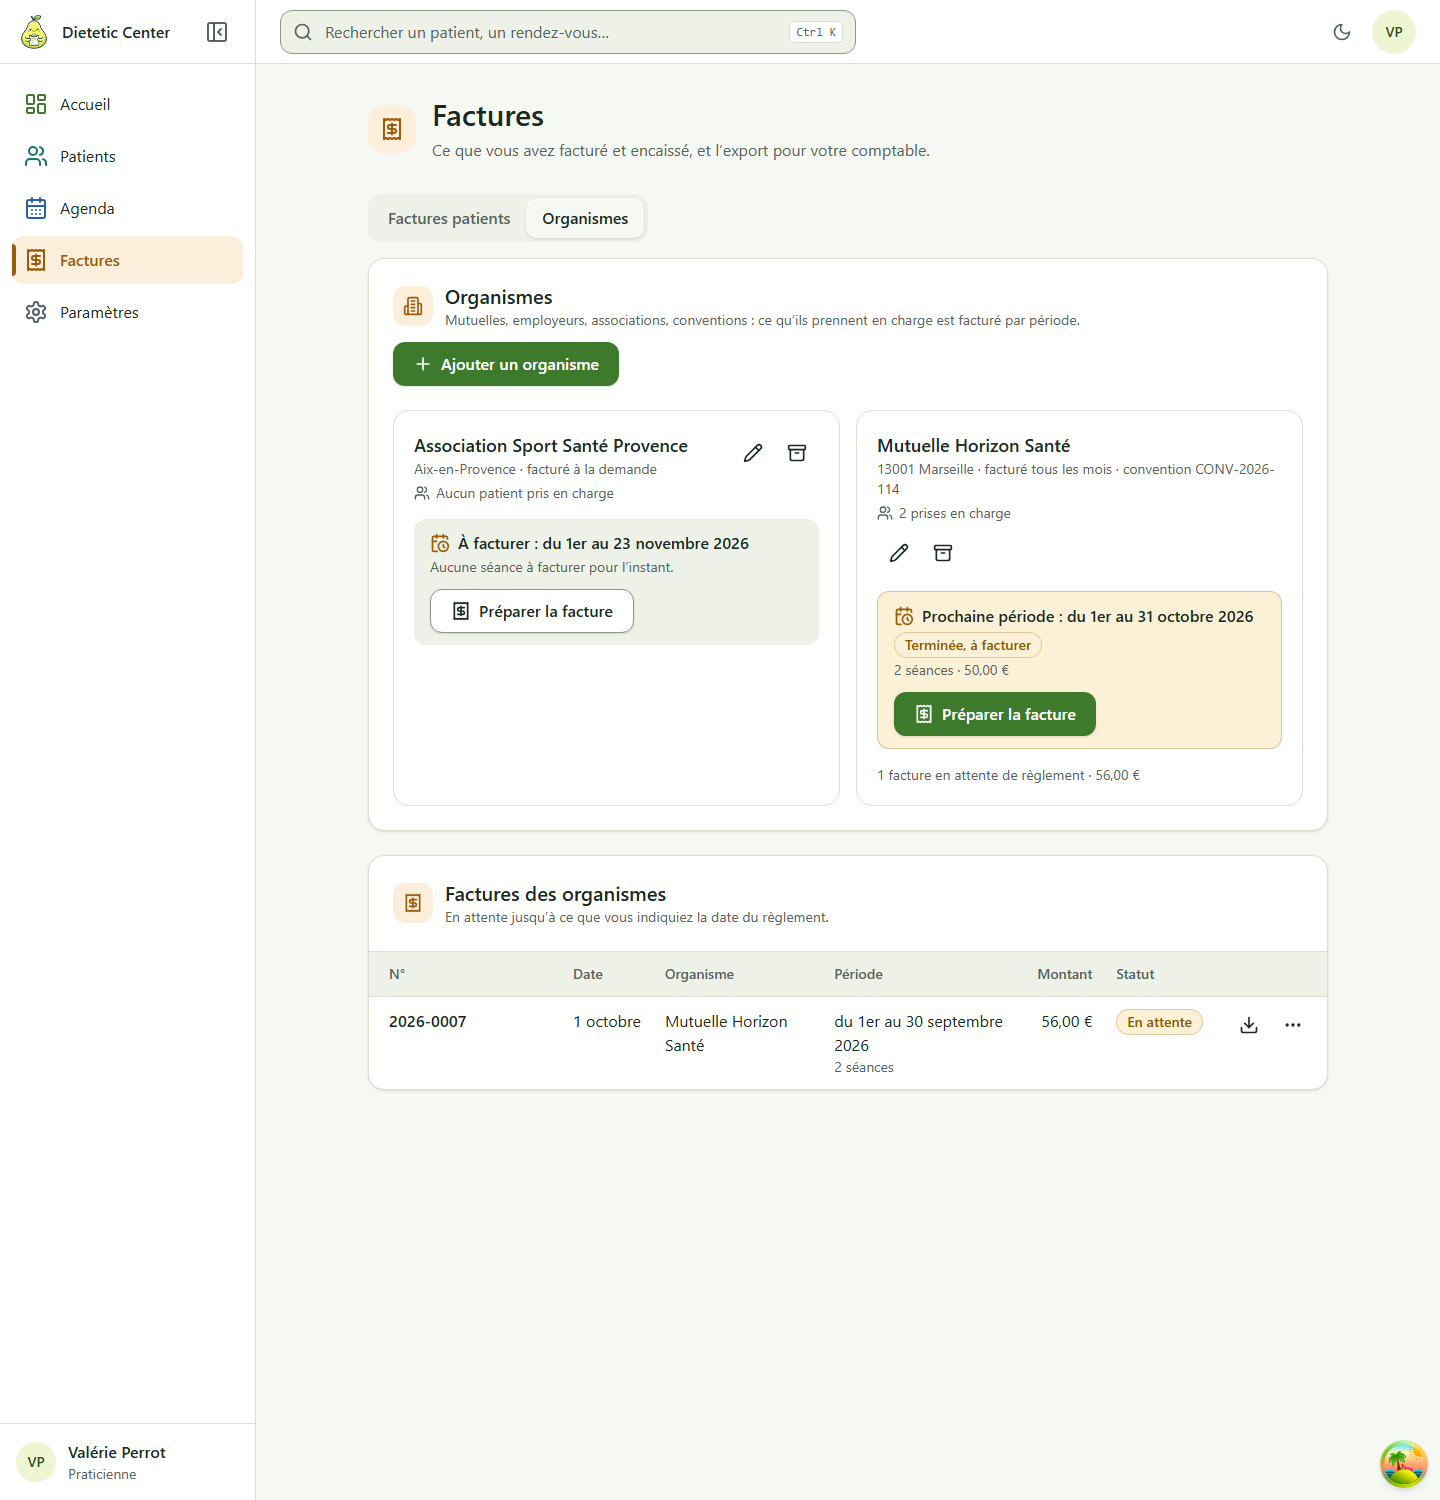 Dietetic Center
Rechercher un patient, un rendez-vous...
Ctrl K
VP
Accueil
Patients
Agenda
Factures
Paramètres
Factures
Ce que vous avez facturé et encaissé, et l’export pour votre comptable.
Factures patients
Organismes
Organismes
Mutuelles, employeurs, associations, conventions : ce qu’ils prennent en charge est facturé par période.
Ajouter un organisme
Association Sport Santé Provence
Aix-en-Provence · facturé à la demande
Aucun patient pris en charge
À facturer : du 1er au 23 novembre 2026
Aucune séance à facturer pour l’instant.
Préparer la facture
Mutuelle Horizon Santé
13001 Marseille · facturé tous les mois · convention CONV-2026-
114
2 prises en charge
Prochaine période : du 1er au 31 octobre 2026
Terminée, à facturer
2 séances · 50,00 €
Préparer la facture
1 facture en attente de règlement · 56,00 €
Factures des organismes
En attente jusqu’à ce que vous indiquiez la date du règlement.
N° Date Organisme Période Montant Statut
2026-0007 1 octobre Mutuelle Horizon du 1er au 30 septembre 56,00 € En attente
Santé 2026
2 séances
VP
Valérie Perrot
Praticienne